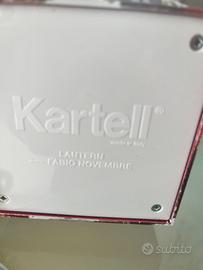 Kartell®
made in Italy
LANTERN
FABIO NOVEMBRE
subito